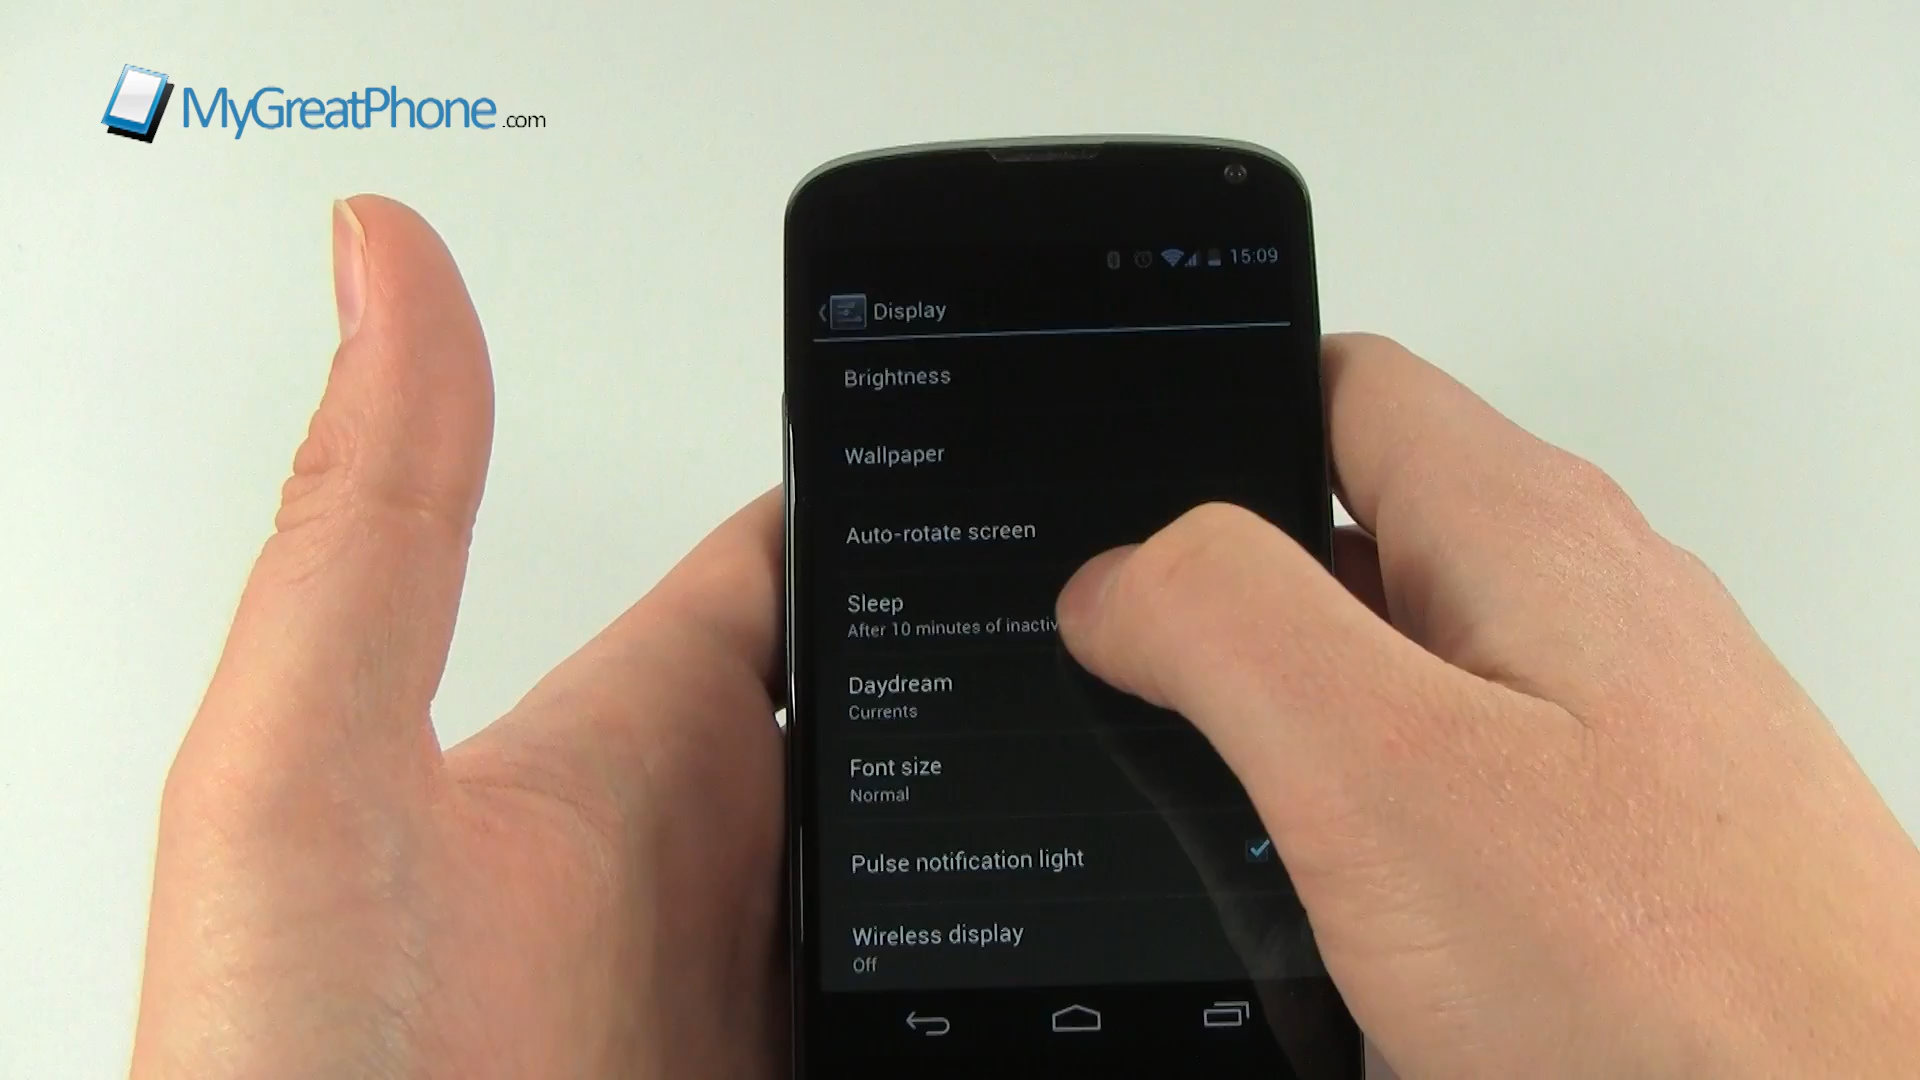 MyGreatPhone.com
15:09
Display
Brightness
Wallpaper
Auto-rotate screen
Sleep
After 10 minutes of
Daydream
Currents
Font size
Normal
Pulse notification light
Wireless display
Off